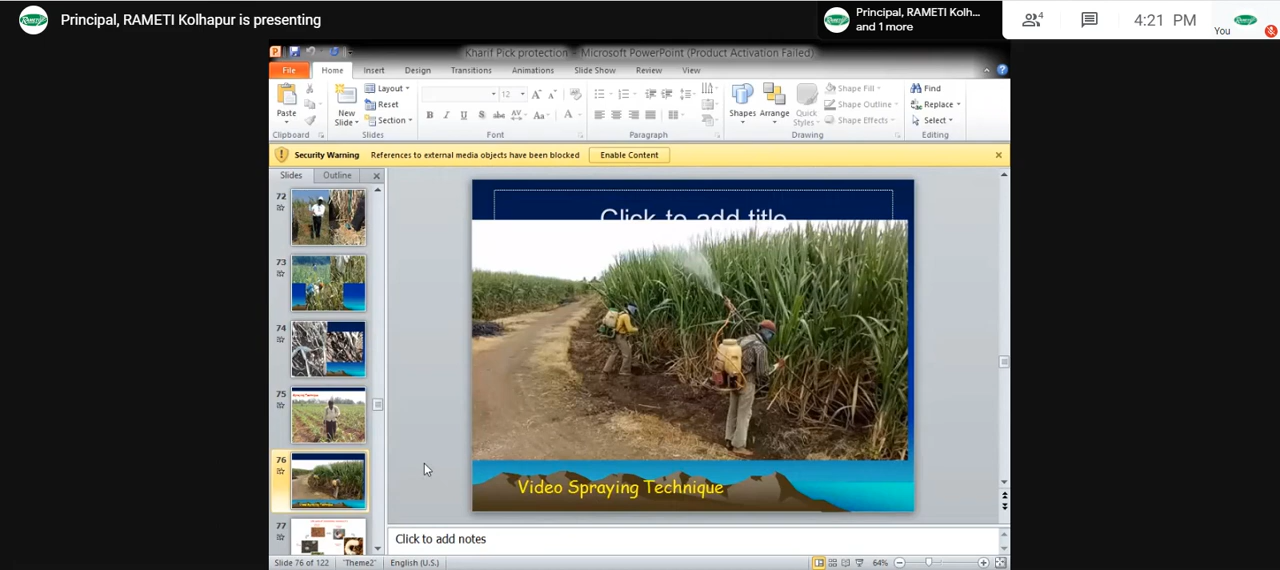 Principal, RAMETI Kolhapur is presenting
Principal, RAMETI Kolh...
and 1 more
4
4:21 PM
You
Kharif Pick protection - Microsoft PowerPoint (Product Activation Failed)
File Home Insert Design Transitions Animations Slide Show Review View
Paste
Clipboard
New
Slide
Layout
Reset
Section
Slides
12
B I U S abc AV Aa A
Font
Paragraph
Shapes
Arrange
Quick
Styles
Shape Fill
Shape Outline
Shape Effects
Drawing
Find
Replace
Select
Editing
Security Warning References to external media objects have been blocked Enable Content
Slides Outline
72
73
74
75
76
77
Click to add title
Video Spraying Technique
Click to add notes
Slide 76 of 122 "Theme2" English (U.S.) 64%